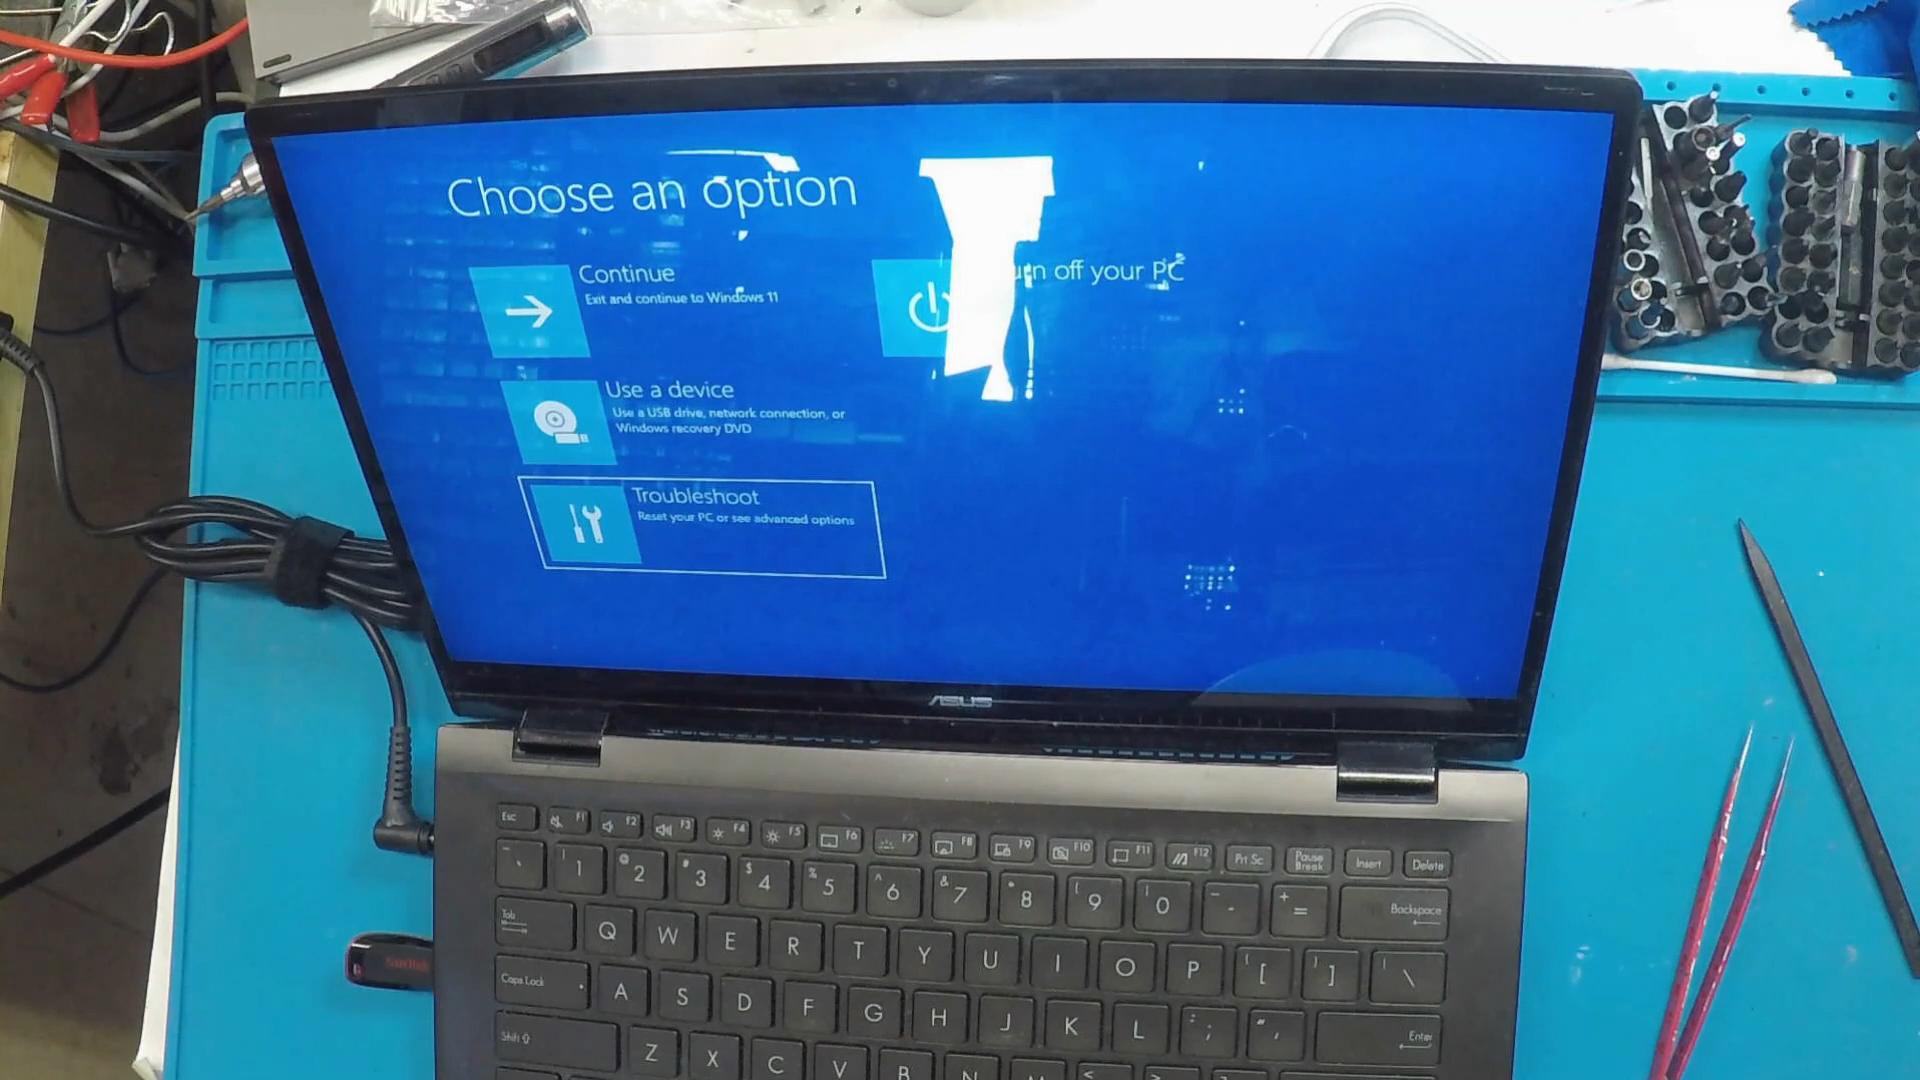 Choose an option
Continue
Exit and continue to Windows 11
off your PC
Use a device
Use a USB drive, network connection, or
Windows recovery DVD
Troubleshoot
Reset your PC or see advanced options
ASUS
Esc F1 F2 F3 F4 F5 F6 F7 F8 F9 F10 F11 F12 Prt Sc Pause Break Insert Delete
~ ` ! 1 @ 2 # 3 $ 4 % 5 ^ 6 & 7 * 8 ( 9 ) 0 - + = Backspace
Tab Q W E R T Y U I O P { [ } ] | \
Caps Lock A S D F G H J K L : ; " ' Enter
Shift Z X C V B N M < >
SanDisk